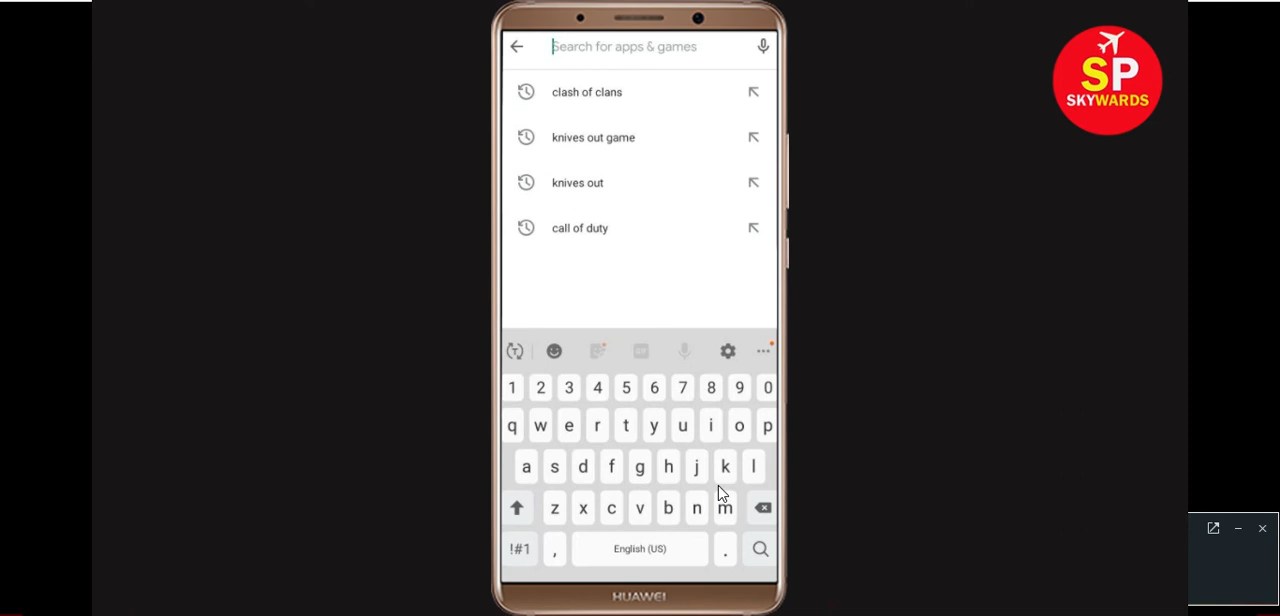 Search for apps & games
SP
SKYWARDS
clash of clans
knives out game
knives out
call of duty
GIF
1 2 3 4 5 6 7 8 9 0
q w e r t y u i o p
a s d f g h j k l
z x c v b n m
!#1 , English (US) .
HUAWEI